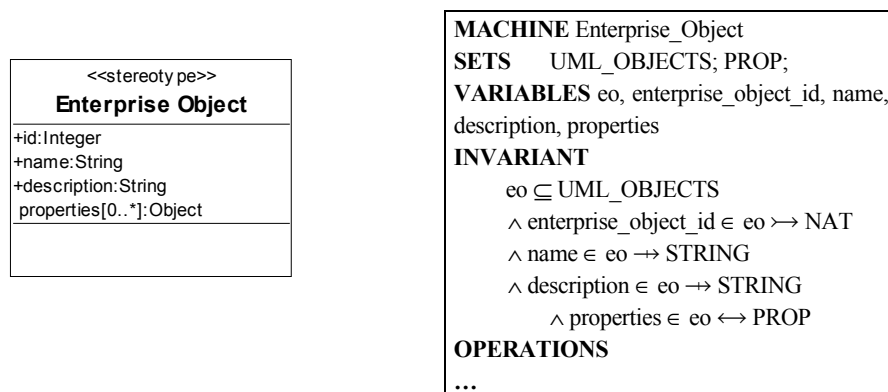 <<stereotype>>
Enterprise Object
+id:Integer
+name:String
+description:String
properties[0..*]:Object
MACHINE Enterprise_Object
SETS UML_OBJECTS; PROP;
VARIABLES eo, enterprise_object_id, name,
description, properties
INVARIANT
eo ⊆ UML_OBJECTS
∧ enterprise_object_id ∈ eo ↣ NAT
∧ name ∈ eo ⇸ STRING
∧ description ∈ eo ⇸ STRING
∧ properties ∈ eo ↔ PROP
OPERATIONS
…